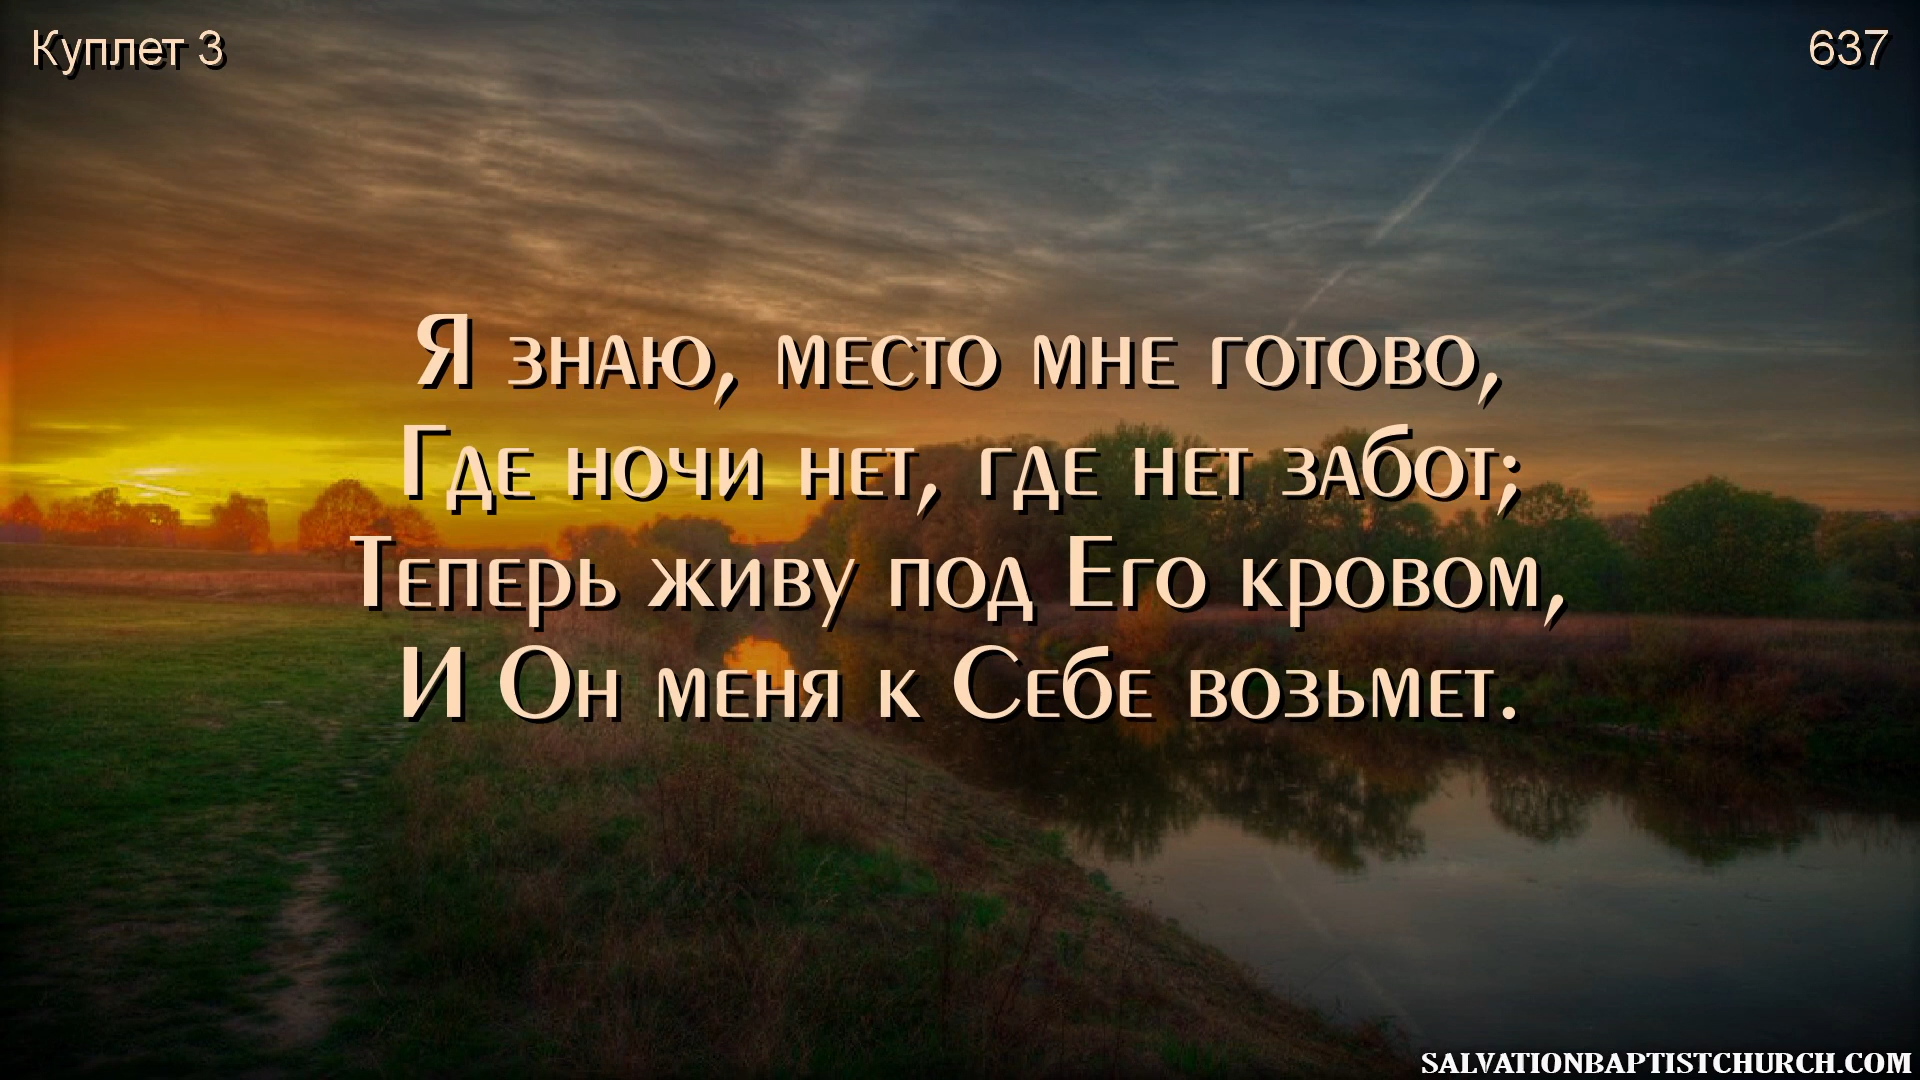 Куплет 3
637
Я знаю, место мне готово,
Где ночи нет, где нет забот;
Теперь живу под Его кровом,
И Он меня к Себе возьмет.
SALVATIONBAPTISTCHURCH.COM